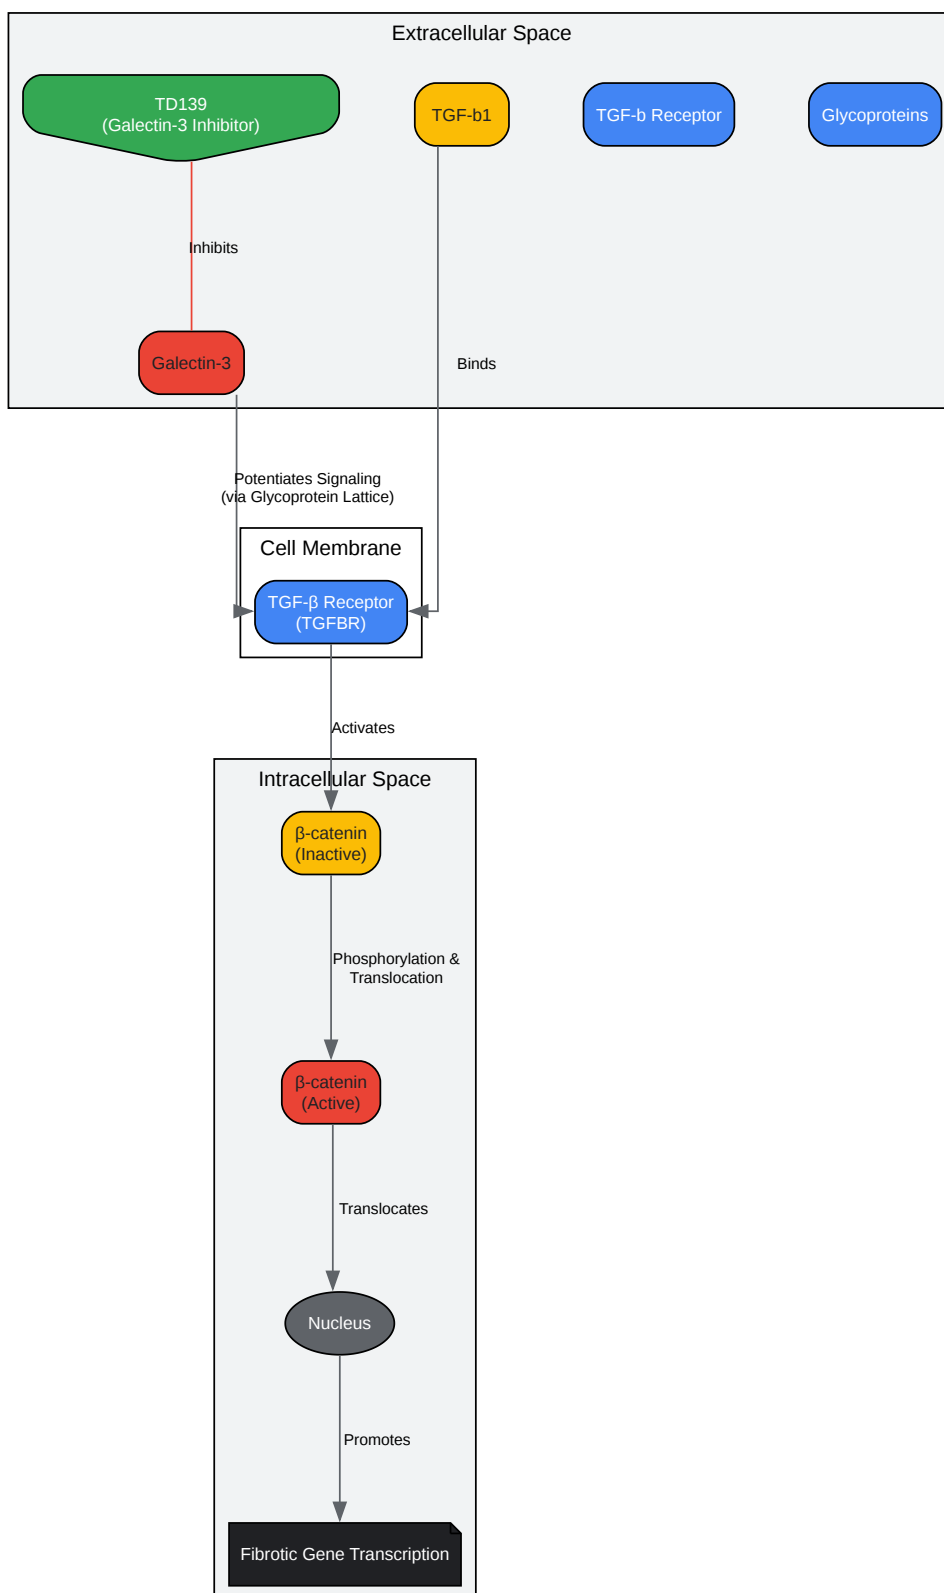 Extracellular Space
TD139
(Galectin-3 Inhibitor)
TGF-b1
TGF-b Receptor
Glycoproteins
Inhibits
Galectin-3
Binds
Potentiates Signaling
(via Glycoprotein Lattice)
Cell Membrane
TGF-β Receptor
(TGFBR)
Activates
Intracellular Space
β-catenin
(Inactive)
Phosphorylation &
Translocation
β-catenin
(Active)
Translocates
Nucleus
Promotes
Fibrotic Gene Transcription